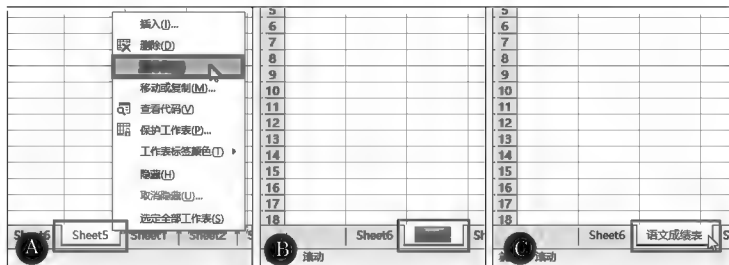 插入(I)...
删除(D)
移动或复制(M)...
查看代码(V)
保护工作表(P)...
工作表标签颜色(T)
隐藏(H)
取消隐藏(U)...
选定全部工作表(S)
Sheet6 Sheet5 Sheet1 Sheet2 S
A
5
6
7
8
9
10
11
12
13
14
15
16
17
18
Sheet6 Sh
B 滚动
5
6
7
8
9
10
11
12
13
14
15
16
17
18
Sheet6 语文成绩表 S
C 滚动